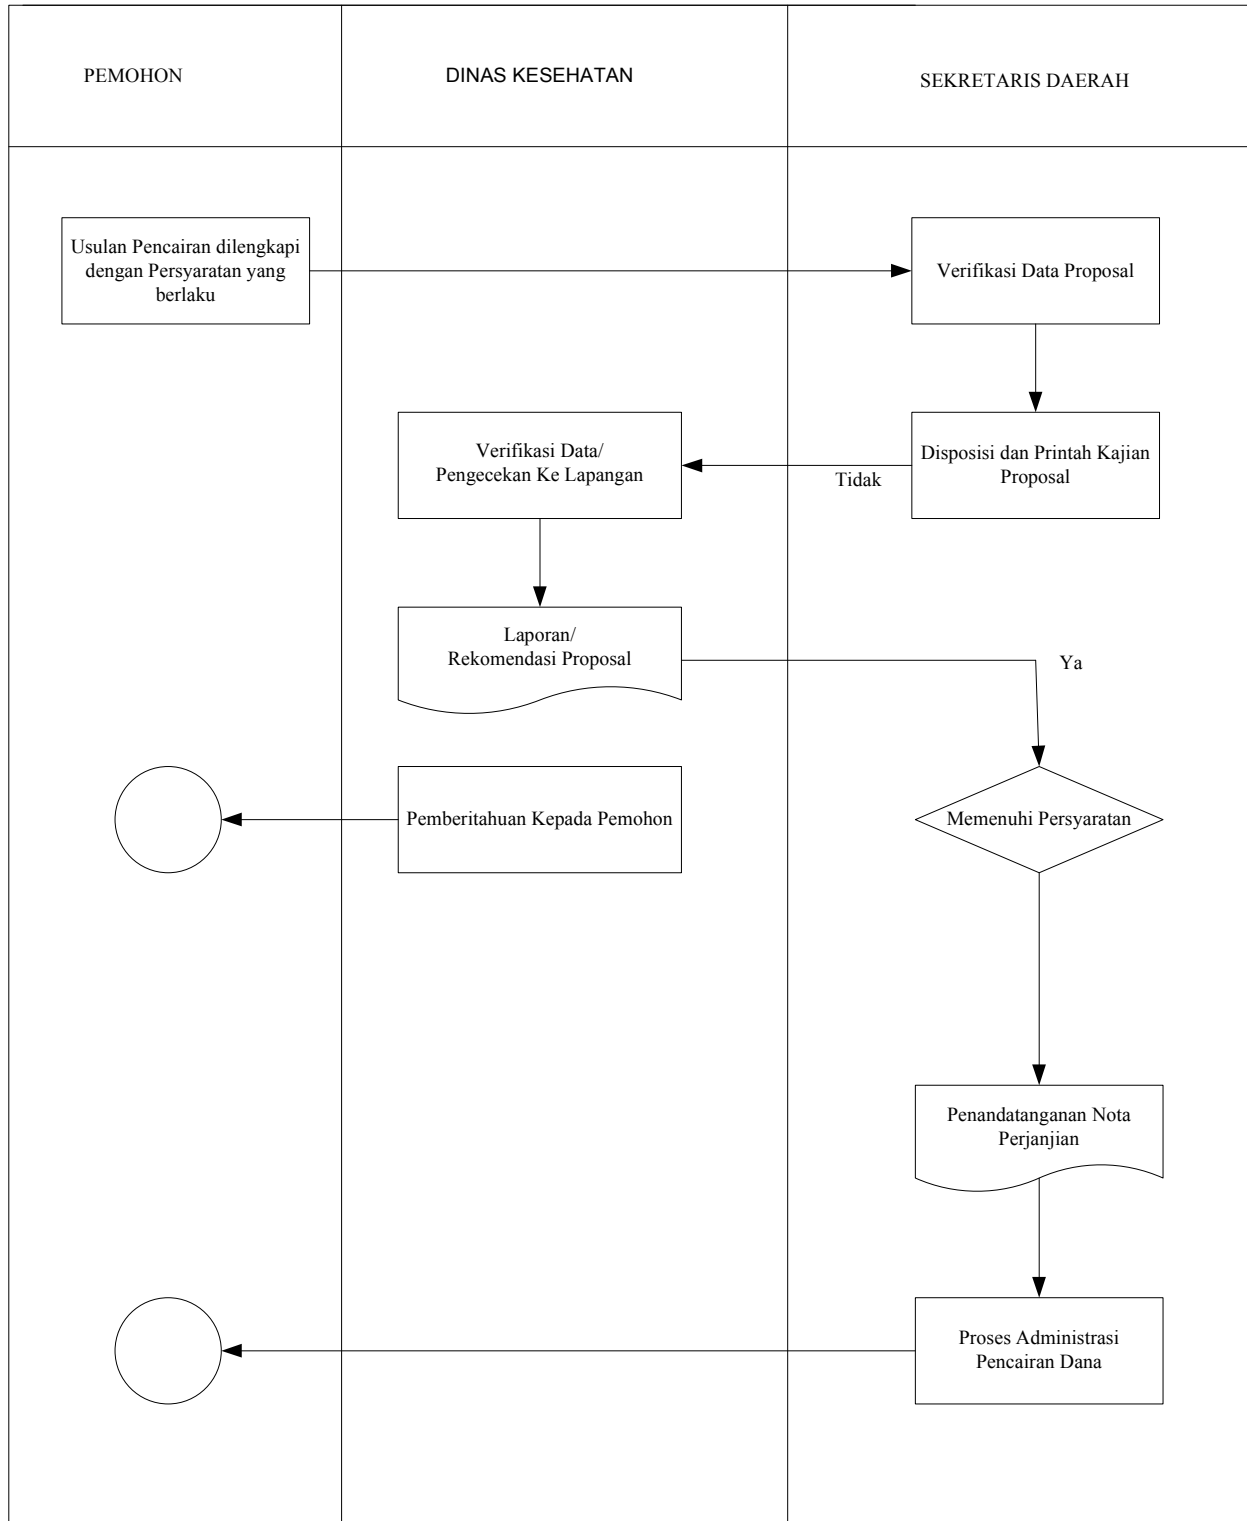 PEMOHON
DINAS KESEHATAN
SEKRETARIS DAERAH
Usulan Pencairan dilengkapi
dengan Persyaratan yang
berlaku
Verifikasi Data Proposal
Verifikasi Data/
Pengecekan Ke Lapangan
Tidak
Disposisi dan Printah Kajian
Proposal
Laporan/
Rekomendasi Proposal
Ya
Pemberitahuan Kepada Pemohon
Memenuhi Persyaratan
Penandatanganan Nota
Perjanjian
Proses Administrasi
Pencairan Dana